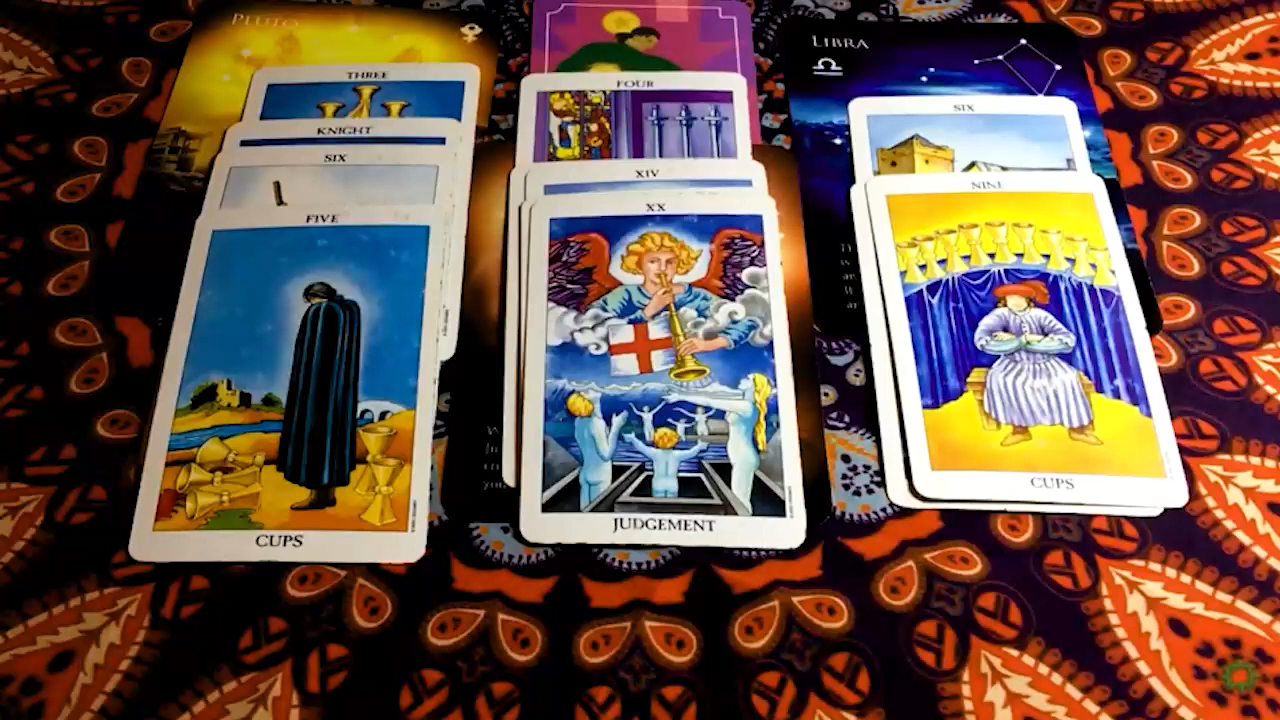 PLUTO
THREE
KNIGHT
SIX
FIVE
CUPS
FOUR
XIV
XX
JUDGEMENT
LIBRA
SIX
NINE
CUPS